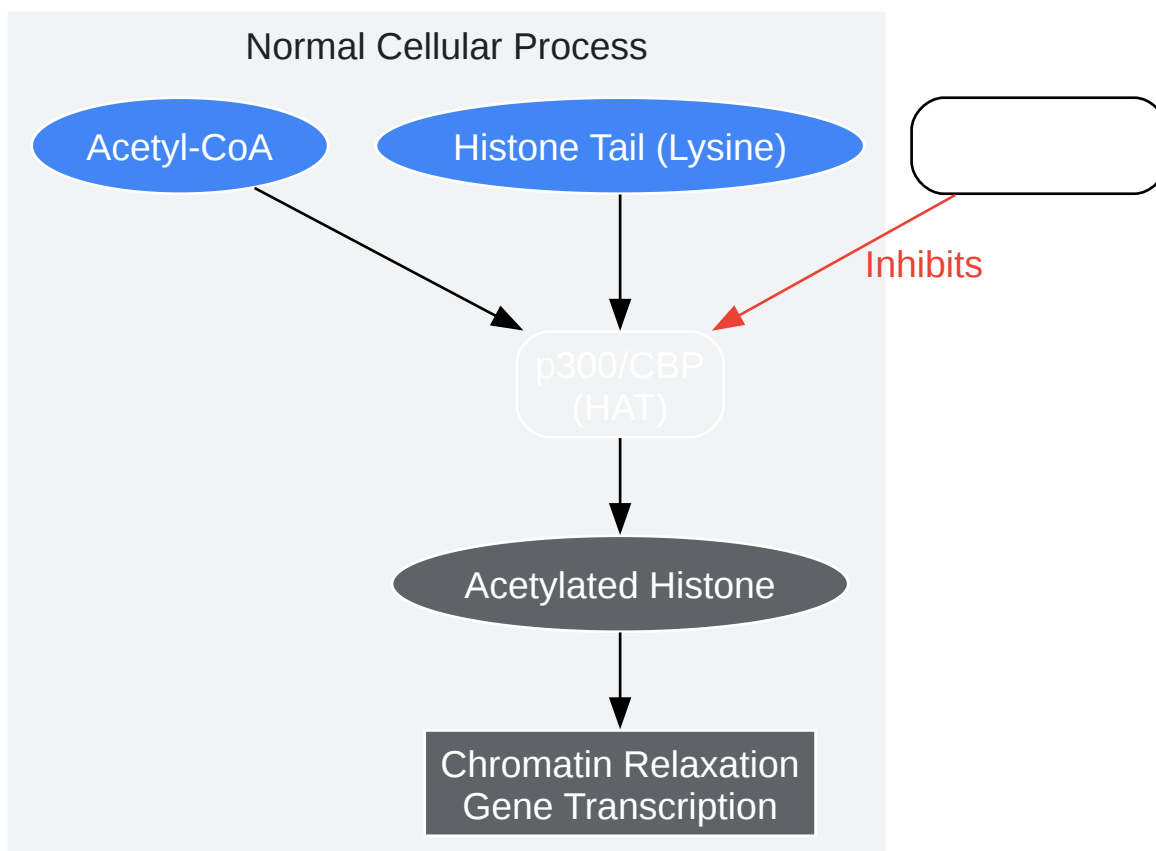 Normal Cellular Process
Acetyl-CoA
Histone Tail (Lysine)
Inhibits
p300/CBP
(HAT)
Acetylated Histone
Chromatin Relaxation
Gene Transcription